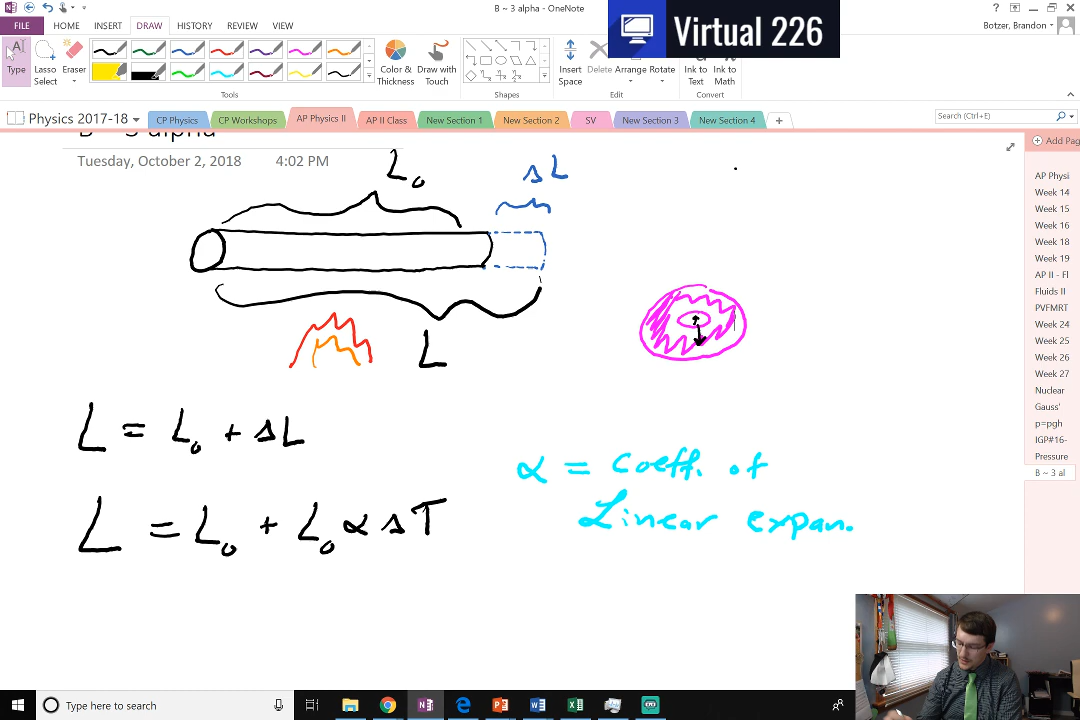 B ~ 3 alpha - OneNote
Virtual 226
Botzer, Brandon
FILE HOME INSERT DRAW HISTORY REVIEW VIEW
Type Lasso Select Eraser Color & Thickness Draw with Touch Insert Space Delete Arrange Rotate Ink to Text Ink to Math
Tools Shapes Edit Convert
Physics 2017-18 CP Physics CP Workshops AP Physics II AP II Class New Section 1 New Section 2 SV New Section 3 New Section 4 + Search (Ctrl+E)
B ~ 3 alpha
Tuesday, October 2, 2018 4:02 PM
L₀ ΔL
L
L = L₀ + ΔL
L = L₀ + L₀ α Δ T
α = Coeff. of
Linear expan.
Add Pag
AP Physi
Week 14
Week 15
Week 16
Week 18
Week 19
AP II - Fl
Fluids II
PVFMRT
Week 24
Week 25
Week 26
Week 27
Nuclear
Gauss'
p=pgh
IGP#16-
Pressure
B ~ 3 al
Type here to search